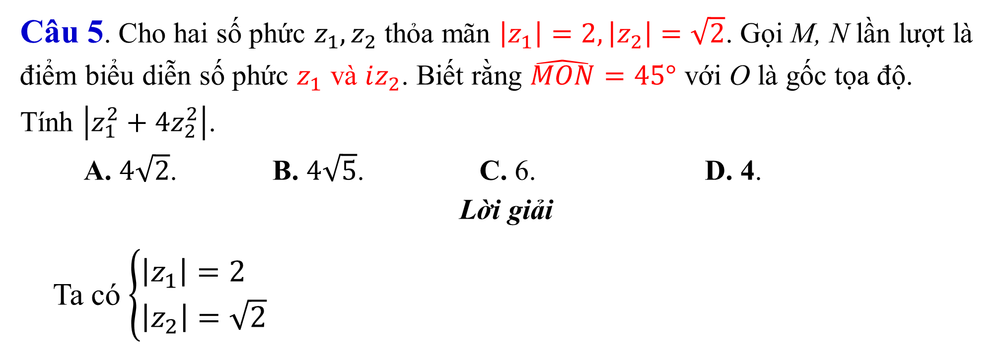 Câu 5. Cho hai số phức $z_1, z_2$ thỏa mãn $|z_1| = 2, |z_2| = \sqrt{2}$. Gọi M, N lần lượt là
điểm biểu diễn số phức $z_1$ và $iz_2$. Biết rằng $\widehat{MON} = 45°$ với O là gốc tọa độ.
Tính $|z_1^2 + 4z_2^2|$.
A. $4\sqrt{2}$. B. $4\sqrt{5}$. C. 6. D. 4.
Lời giải
Ta có $\begin{cases} |z_1| = 2 \\ |z_2| = \sqrt{2} \end{cases}$